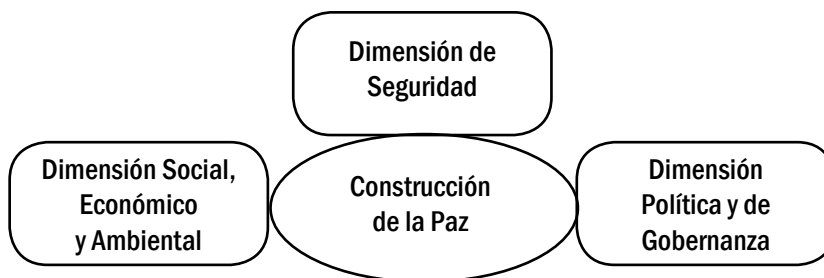 Dimensión de
Seguridad
Dimensión Social,
Económico
y Ambiental
Construcción
de la Paz
Dimensión
Política y de
Gobernanza